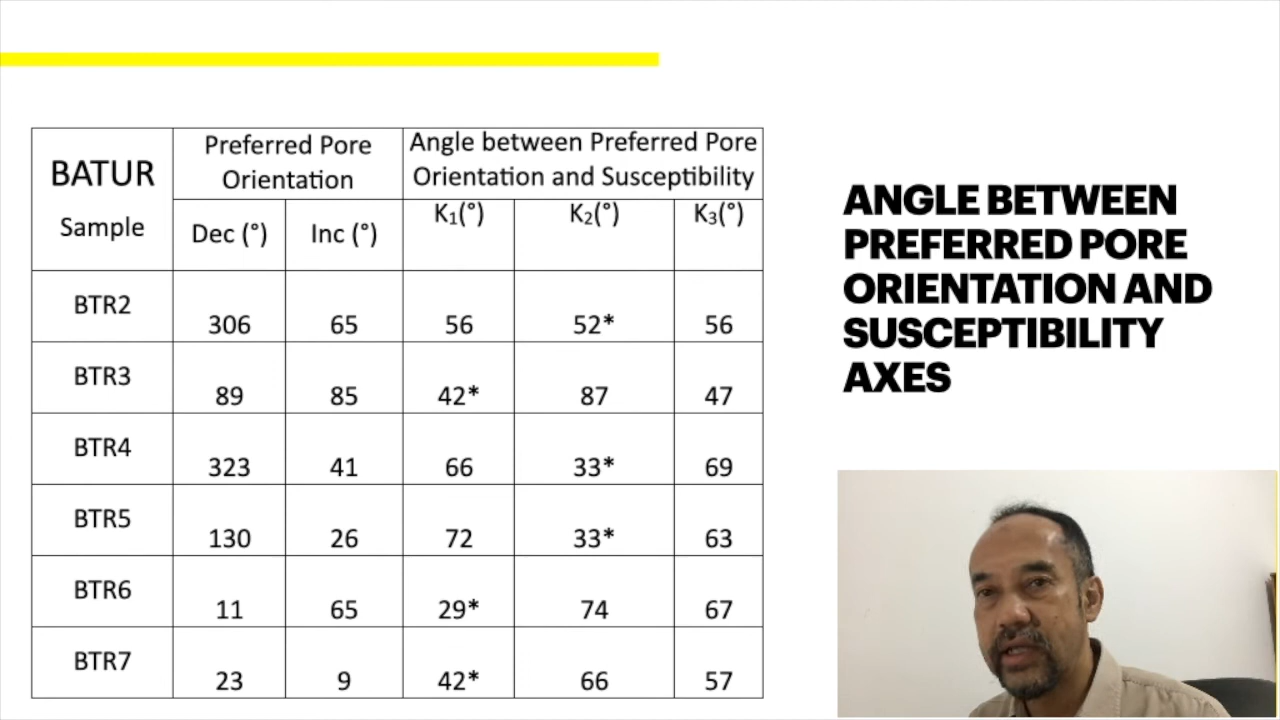 BATUR
Sample
Preferred Pore
Orientation
Angle between Preferred Pore
Orientation and Susceptibility
Dec (°) Inc (°) K₁(°) K₂(°) K₃(°)
BTR2 306 65 56 52* 56
BTR3 89 85 42* 87 47
BTR4 323 41 66 33* 69
BTR5 130 26 72 33* 63
BTR6 11 65 29* 74 67
BTR7 23 9 42* 66 57
ANGLE BETWEEN
PREFERRED PORE
ORIENTATION AND
SUSCEPTIBILITY
AXES